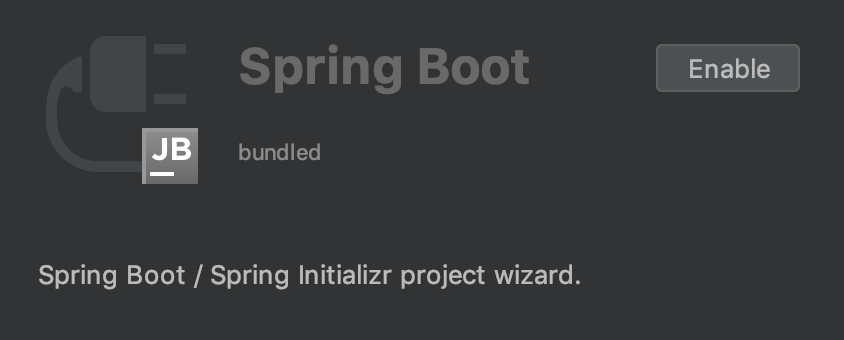 Spring Boot
Enable
JB
bundled
Spring Boot / Spring Initializr project wizard.